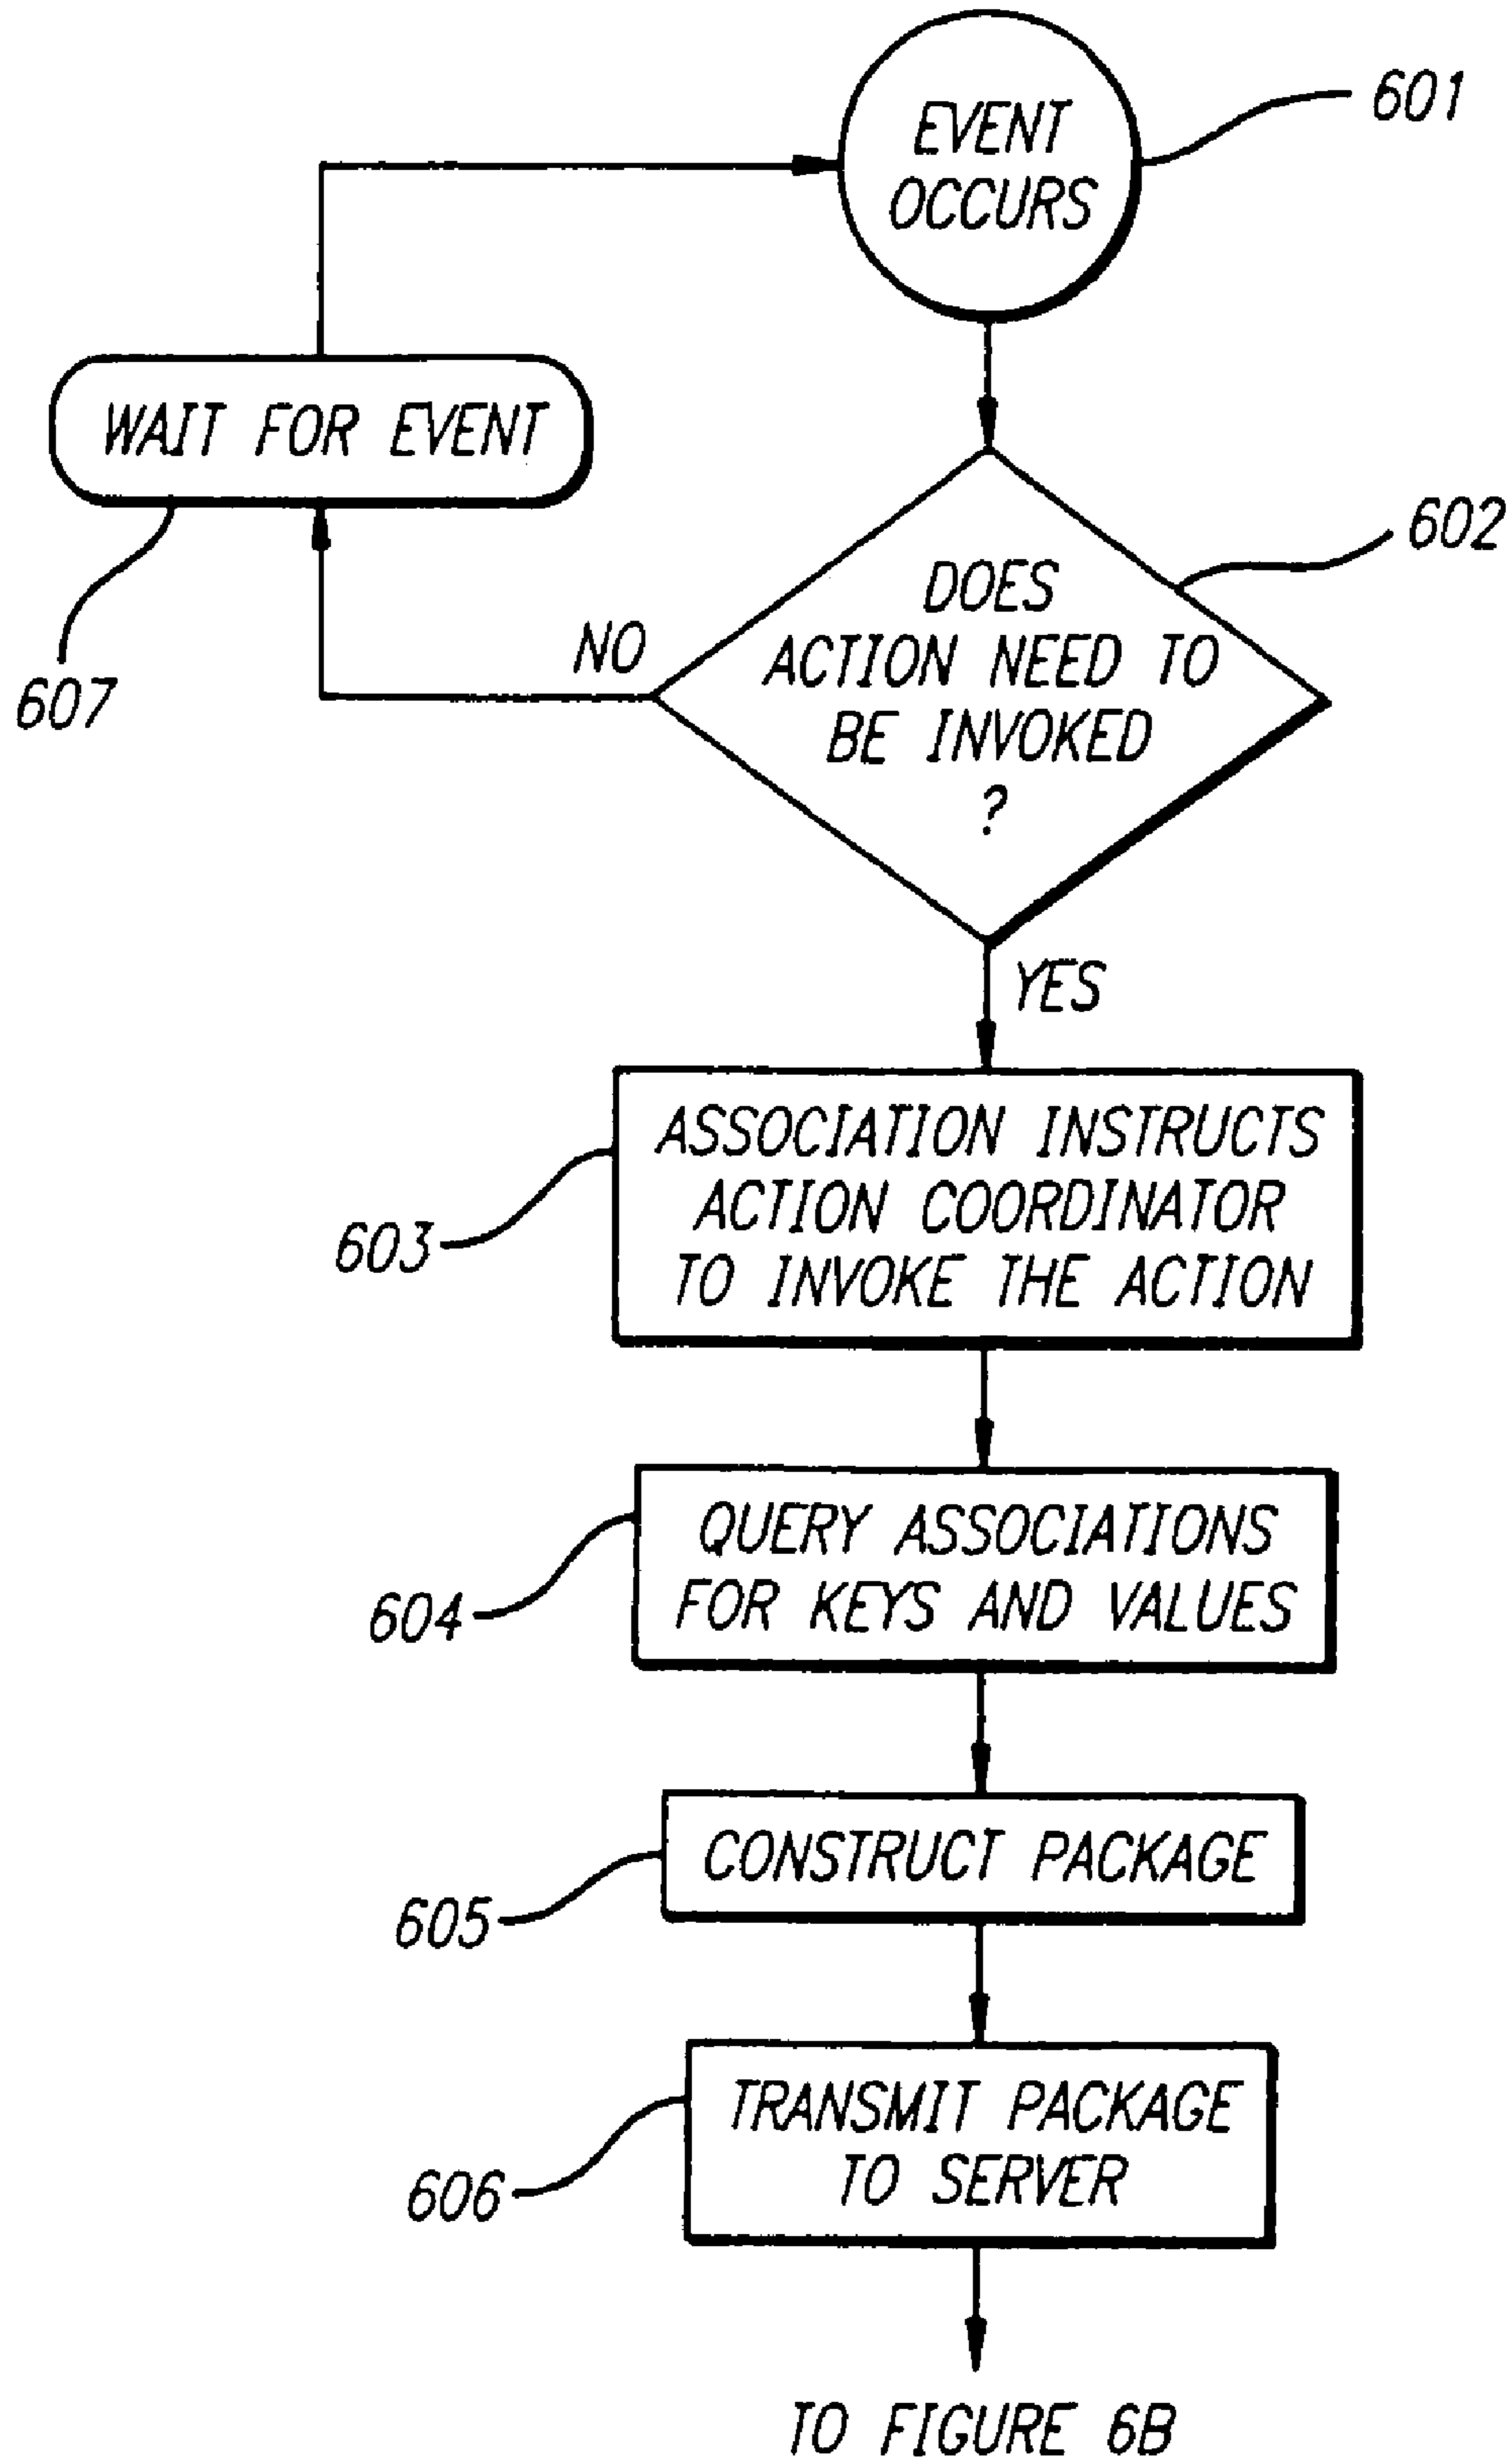 EVENT
OCCURS
601
WAIT FOR EVENT
607
602
DOES
ACTION NEED TO
BE INVOKED
?
NO
YES
ASSOCIATION INSTRUCTS
ACTION COORDINATOR
TO INVOKE THE ACTION
603
QUERY ASSOCIATIONS
FOR KEYS AND VALUES
604
CONSTRUCT PACKAGE
605
TRANSMIT PACKAGE
TO SERVER
606
TO FIGURE 6B